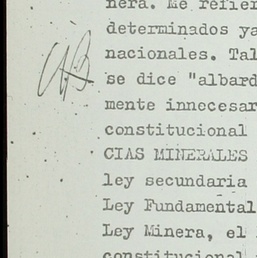 nera. Me refier
determinados ya
nacionales. Tal
se dice "albard
mente innecesar
constitucional
CIAS MINERALES
ley secundaria
Ley Fundamental
Ley Minera, el
constitucional